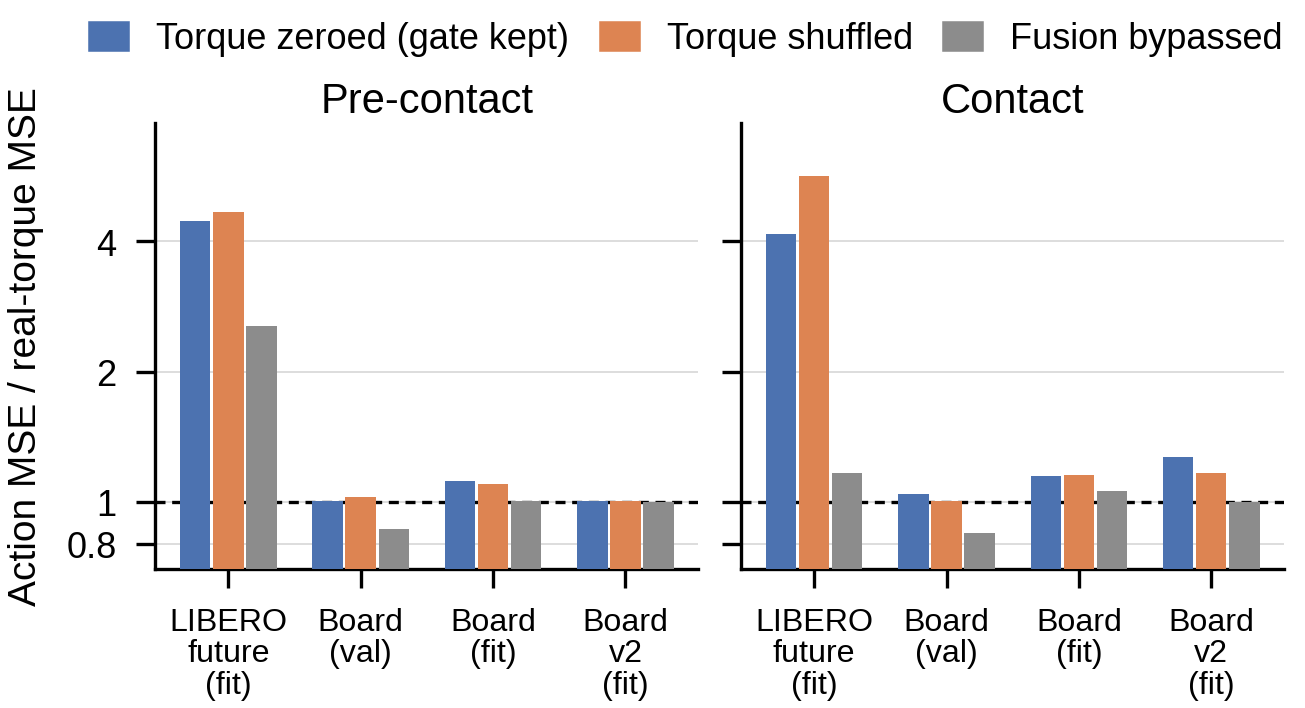 Torque zeroed (gate kept) Torque shuffled Fusion bypassed
Pre-contact Contact
Action MSE / real-torque MSE
4
2
1
0.8
LIBERO future (fit)
Board (val)
Board (fit)
Board v2 (fit)
LIBERO future (fit)
Board (val)
Board (fit)
Board v2 (fit)